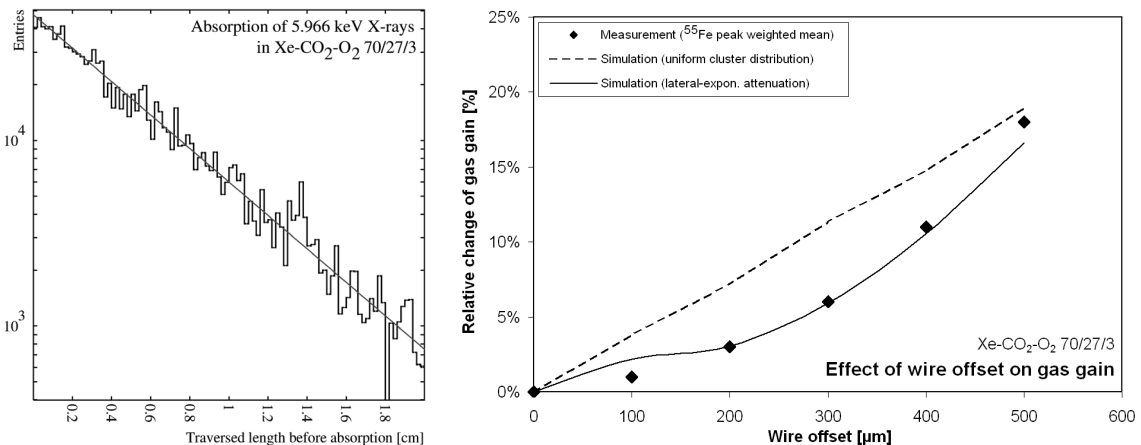 Absorption of 5.966 keV X-rays
in Xe-CO₂-O₂ 70/27/3
Entries
10⁴
10³
0.2
0.4
0.6
0.8
1
1.2
1.4
1.6
1.8
Traversed length before absorption [cm]
Measurement (⁵⁵Fe peak weighted mean)
Simulation (uniform cluster distribution)
Simulation (lateral-expon. attenuation)
Relative change of gas gain [%]
25%
20%
15%
10%
5%
0%
0
100
200
300
400
500
600
Xe-CO₂-O₂ 70/27/3
Effect of wire offset on gas gain
Wire offset [µm]